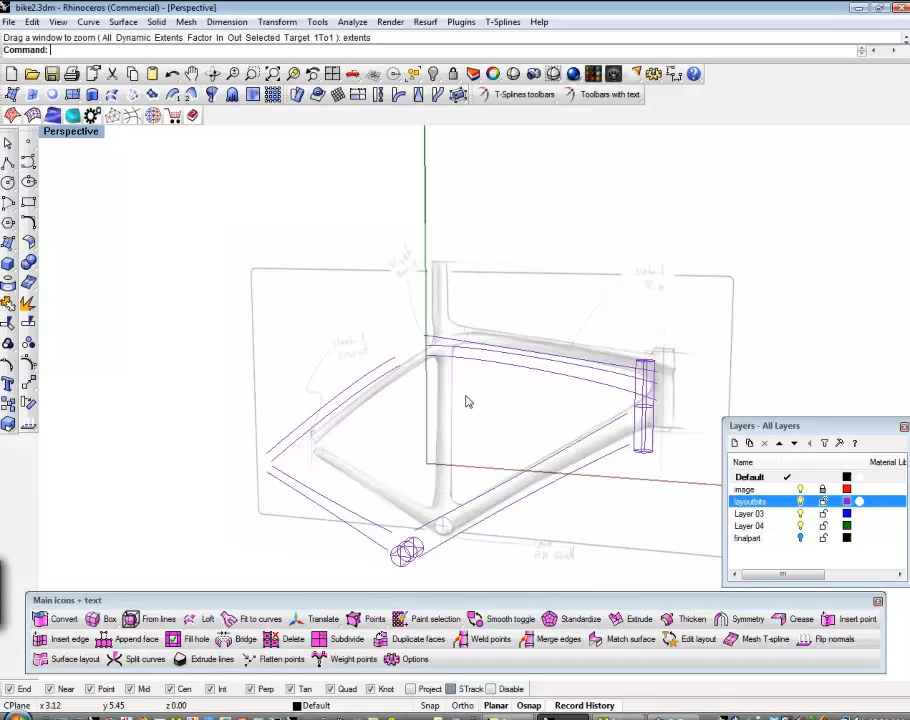 bike2.3dm - Rhinoceros (Commercial) - [Perspective]
File Edit View Curve Surface Solid Mesh Dimension Transform Tools Analyze Render Resurf Plugins T-Splines Help
Drag a window to zoom ( All Dynamic Extents Factor In Out Selected Target 1To1 ): extents
Command:
T-Splines toolbars Toolbars with text
Perspective
Layers - All Layers
Name Material Lib
Default
image
layoutbits
Layer 03
Layer 04
finalpart
Main icons + text
Convert Box From lines Loft Fit to curves Translate Points Paint selection Smooth toggle Standardize Extrude Thicken Symmetry Crease Insert point
Insert edge Append face Fill hole Bridge Delete Subdivide Duplicate faces Weld points Merge edges Match surface Edit layout Mesh T-spline Flip normals
Surface layout Split curves Extrude lines Flatten points Weight points Options
End Near Point Mid Cen Int Perp Tan Quad Knot Project STrack Disable
CPlane x 3.12 y 5.45 z 0.00 Default Snap Ortho Planar Osnap Record History